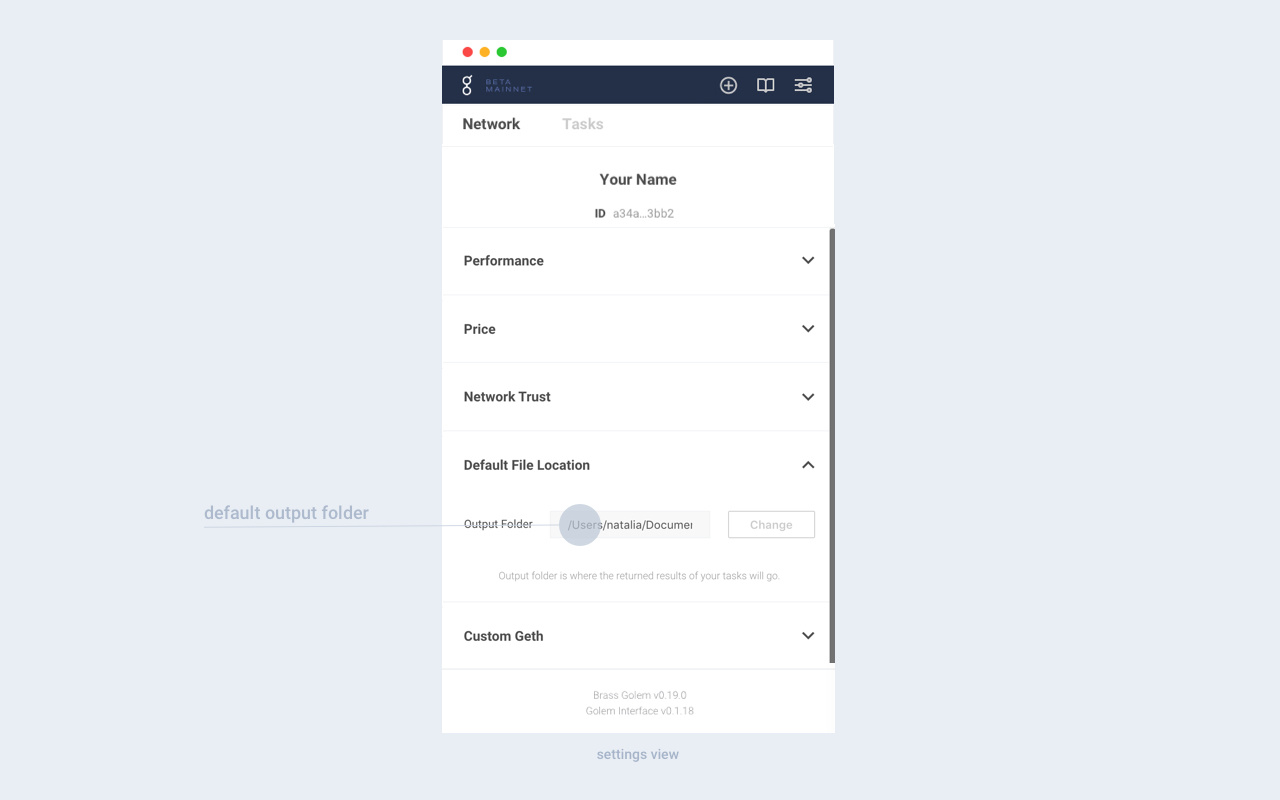 BETA
MAINNET
Network Tasks
Your Name
ID a34a...3bb2
Performance
Price
Network Trust
Default File Location
default output folder
Output Folder /Users/natalia/Documen Change
Output folder is where the returned results of your tasks will go.
Custom Geth
Brass Golem v0.19.0
Golem Interface v0.1.18
settings view